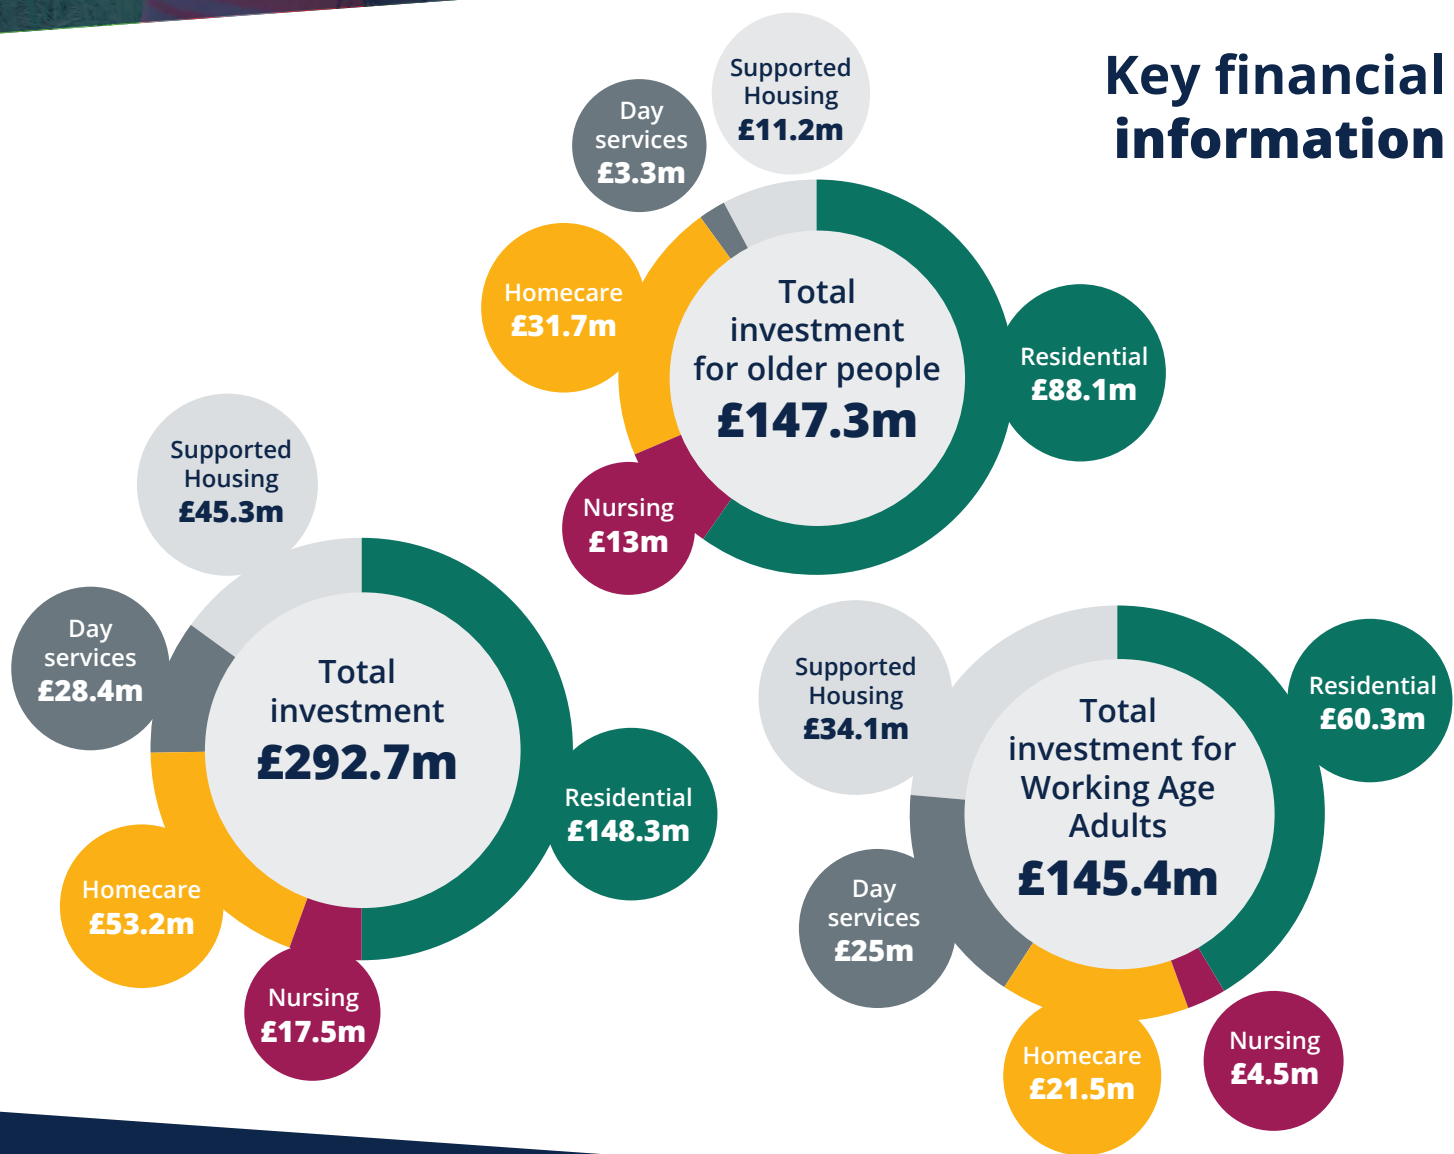 Key financial
information
Supported
Housing
£11.2m
Day
services
£3.3m
Homecare
£31.7m
Total
investment
for older people
£147.3m
Residential
£88.1m
Nursing
£13m
Supported
Housing
£45.3m
Day
services
£28.4m
Total
investment
£292.7m
Residential
£148.3m
Homecare
£53.2m
Nursing
£17.5m
Supported
Housing
£34.1m
Total
investment for
Working Age
Adults
£145.4m
Residential
£60.3m
Day
services
£25m
Homecare
£21.5m
Nursing
£4.5m